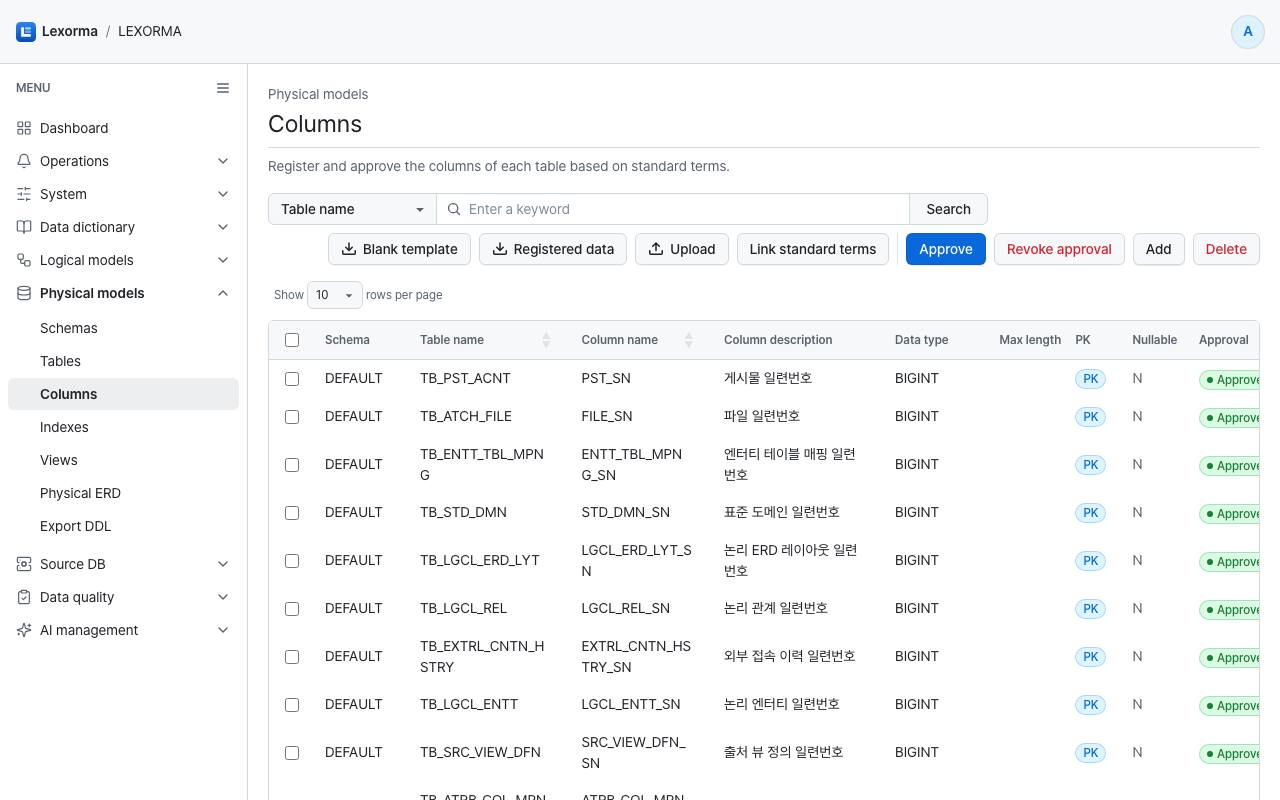 Lexorma / LEXORMA
A
MENU
Dashboard
Operations
System
Data dictionary
Logical models
Physical models
Schemas
Tables
Columns
Indexes
Views
Physical ERD
Export DDL
Source DB
Data quality
AI management
Physical models
Columns
Register and approve the columns of each table based on standard terms.
Table name Enter a keyword Search
Blank template Registered data Upload Link standard terms Approve Revoke approval Add Delete
Show 10 rows per page
Schema Table name Column name Column description Data type Max length PK Nullable Approval
DEFAULT TB_PST_ACNT PST_SN 게시물 일련번호 BIGINT PK N Approve
DEFAULT TB_ATCH_FILE FILE_SN 파일 일련번호 BIGINT PK N Approve
DEFAULT TB_ENTT_TBL_MPN ENTT_TBL_MPN 엔터티 테이블 매핑 일련 BIGINT PK N Approve
G G_SN 번호
DEFAULT TB_STD_DMN STD_DMN_SN 표준 도메인 일련번호 BIGINT PK N Approve
DEFAULT TB_LGCL_ERD_LYT LGCL_ERD_LYT_S 논리 ERD 레이아웃 일련 BIGINT PK N Approve
N 번호
DEFAULT TB_LGCL_REL LGCL_REL_SN 논리 관계 일련번호 BIGINT PK N Approve
DEFAULT TB_EXTRL_CNTN_H EXTRL_CNTN_HS 외부 접속 이력 일련번호 BIGINT PK N Approve
STRY TRY_SN
DEFAULT TB_LGCL_ENTT LGCL_ENTT_SN 논리 엔터티 일련번호 BIGINT PK N Approve
DEFAULT TB_SRC_VIEW_DFN SRC_VIEW_DFN_ 출처 뷰 정의 일련번호 BIGINT PK N Approve
SN
TB_ATRB_COL_MPN ATRB_COL_MPN